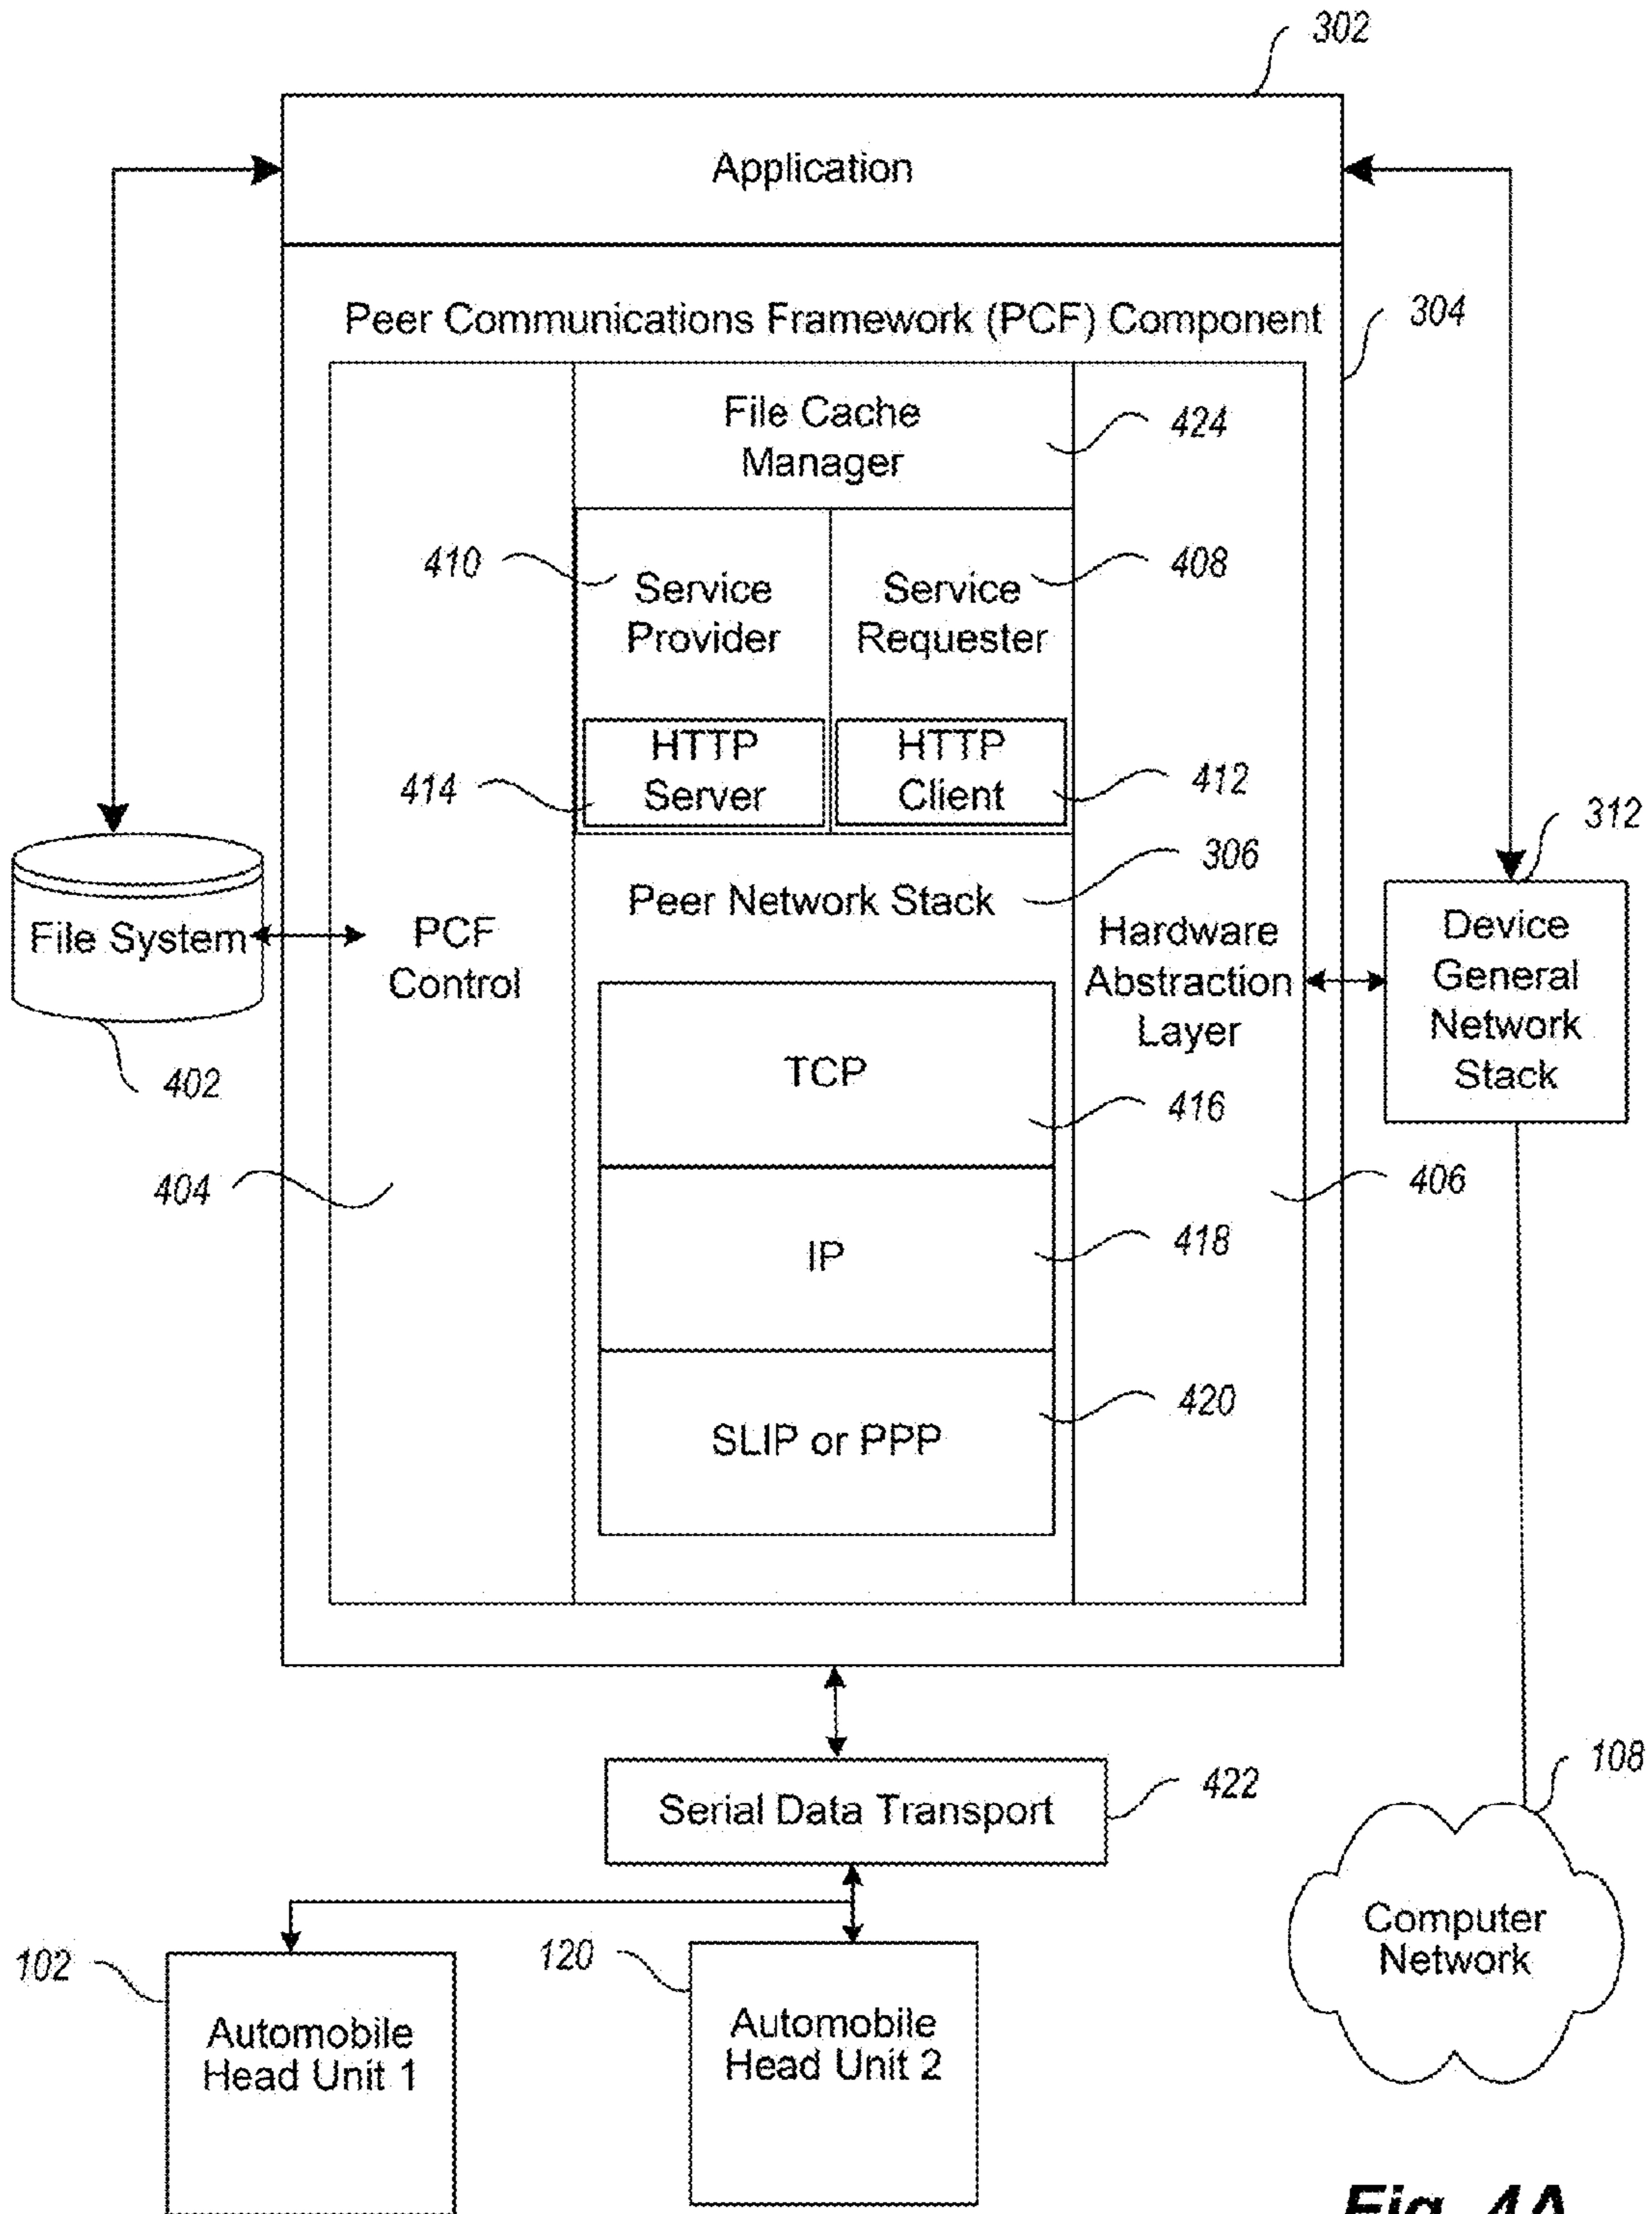 302
Application
Peer Communications Framework (PCF) Component
304
File Cache
Manager
424
410
Service
Provider
Service
Requester
408
HTTP
Server
414
HTTP
Client
412
312
Peer Network Stack
306
File System
402
PCF
Control
404
Hardware
Abstraction
Layer
406
Device
General
Network
Stack
TCP
416
IP
418
SLIP or PPP
420
Serial Data Transport
422
108
Computer
Network
102
Automobile
Head Unit 1
120
Automobile
Head Unit 2
Fig. 4A